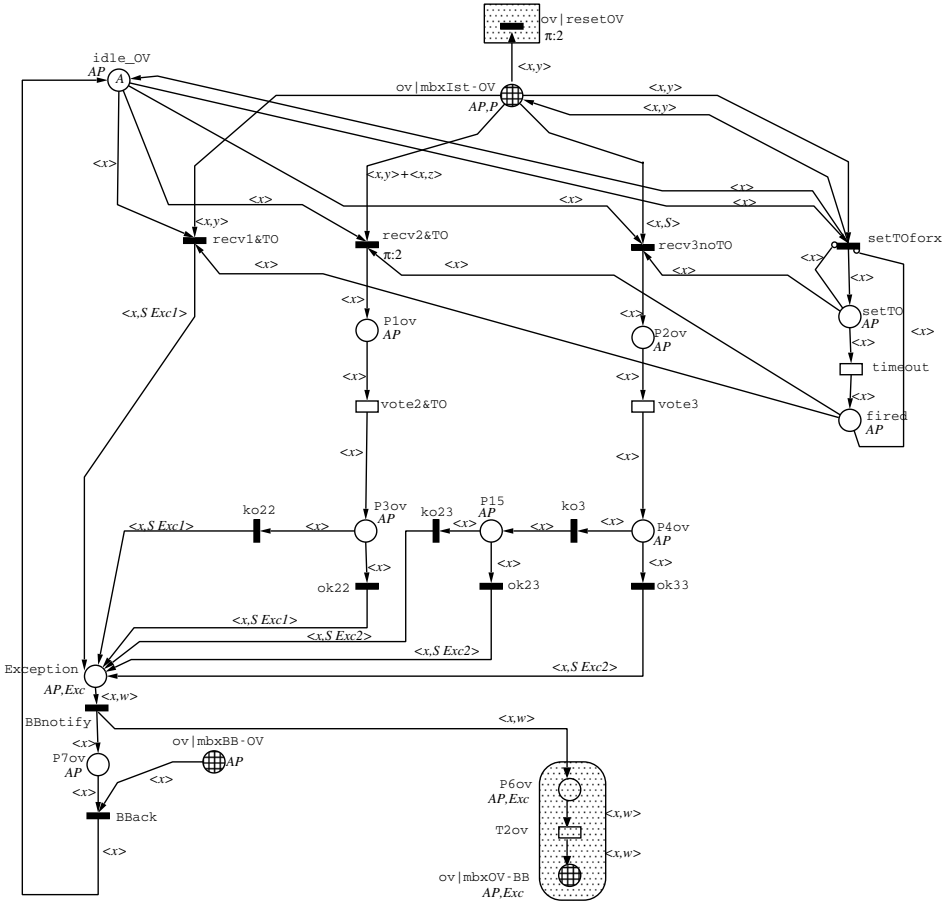 ov|resetOV
π:2
<x,y>
idle_OV
AP
A
ov|mbxIst-OV
AP,P
<x,y>
<x,y>
<x>
<x,y>+<x,z>
<x>
<x>
<x>
<x>
<x,y>
<x,S>
recv1&TO
recv2&TO
π:2
recv3noTO
setTOforx
<x>
<x>
<x>
<x>
<x>
<x,S Exc1>
<x>
<x>
P1ov
AP
P2ov
AP
setTO
AP
<x>
<x>
timeout
<x>
<x>
<x>
vote2&TO
vote3
fired
AP
<x>
<x>
P3ov
AP
P15
AP
P4ov
AP
ko22
ko23
ko3
<x,S Exc1>
<x>
<x>
<x>
<x>
<x>
<x>
<x>
ok22
ok23
ok33
<x,S Exc1>
<x,S Exc2>
<x,S Exc2>
<x,S Exc2>
Exception
AP,Exc
<x,w>
BBnotify
<x,w>
<x>
ov|mbxBB-OV
AP
P7ov
AP
<x>
<x>
BBack
<x>
P6ov
AP,Exc
<x,w>
T2ov
<x,w>
ov|mbxOV-BB
AP,Exc